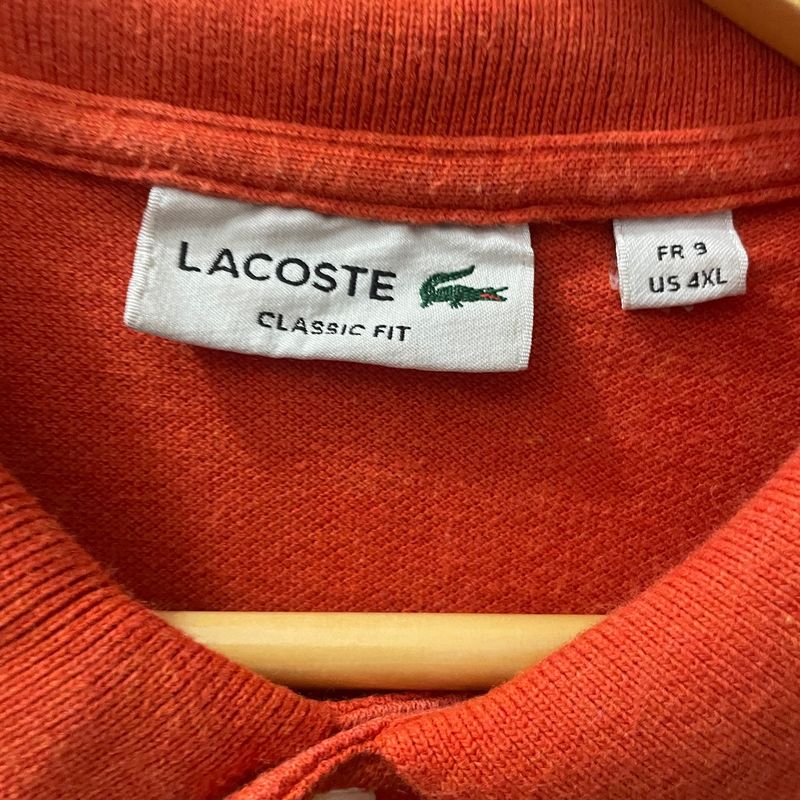 LACOSTE
CLASSIC FIT
FR 9
US 4XL